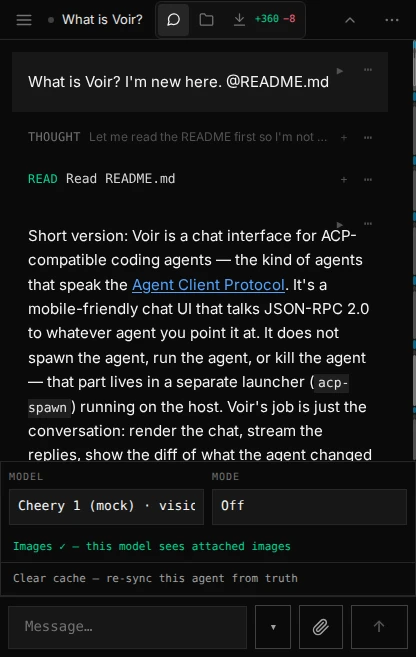 What is Voir? +360 −8
What is Voir? I'm new here. @README.md
THOUGHT Let me read the README first so I'm not ...
READ Read README.md
Short version: Voir is a chat interface for ACP-
compatible coding agents — the kind of agents
that speak the Agent Client Protocol. It's a
mobile-friendly chat UI that talks JSON-RPC 2.0
to whatever agent you point it at. It does not
spawn the agent, run the agent, or kill the agent
— that part lives in a separate launcher (acp-
spawn) running on the host. Voir's job is just the
conversation: render the chat, stream the
replies, show the diff of what the agent changed
MODEL MODE
Cheery 1 (mock) · visic Off
Images ✓ — this model sees attached images
Clear cache — re-sync this agent from truth
Message…